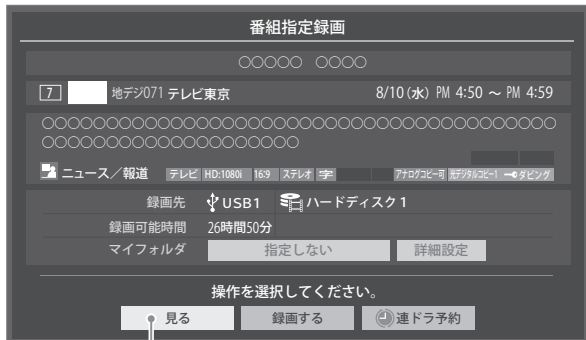 番組指定録画
○○○○○ ○○○○
7 地デジ071 テレビ東京 8/10(水) PM 4:50 ～ PM 4:59
○○○○○○○○○○○○○○○○○○○○○○○○○○○○○○○○○○○○
○○○○○○○○○○○○○○○○○○
ニュース／報道 テレビ HD:1080i 16:9 ステレオ 字 アナログコピー可 光デジタルコピー1 ダビング
録画先 USB1 ハードディスク1
録画可能時間 26時間50分
マイフォルダ 指定しない 詳細設定
操作を選択してください。
見る 録画する 連ドラ予約